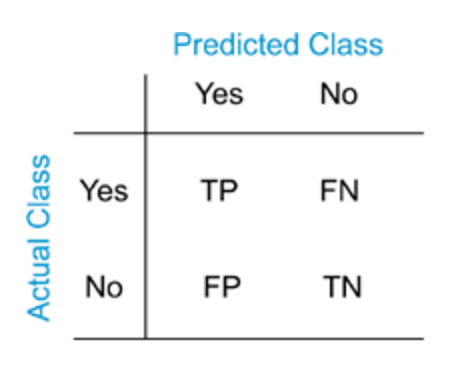 Predicted Class
Yes No
Actual Class
Yes TP FN
No FP TN